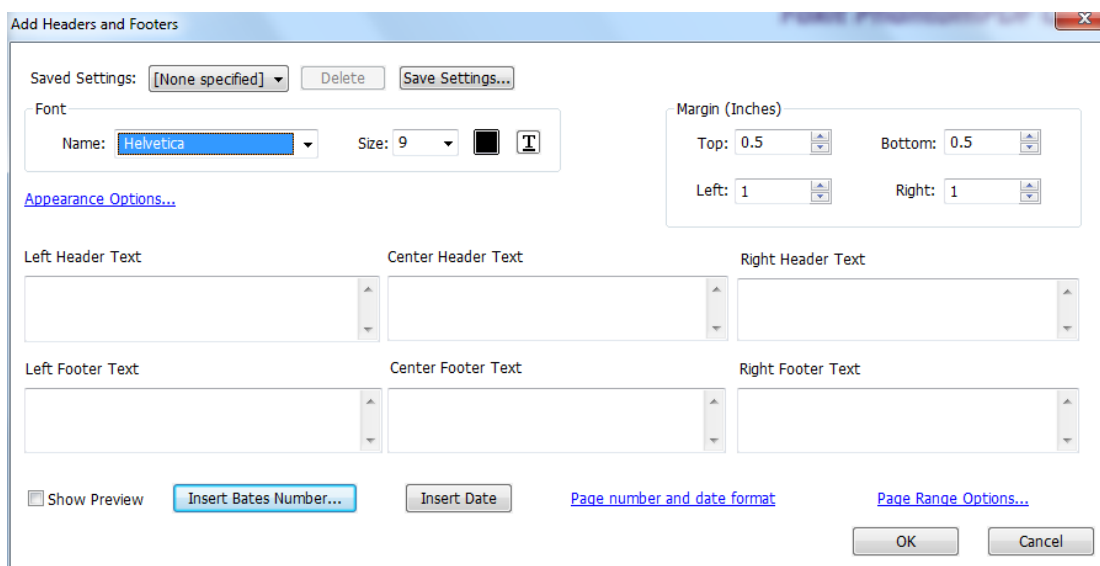 Add Headers and Footers
Saved Settings: [None specified] Delete Save Settings...
Font
Name: Helvetica Size: 9 T
Margin (Inches)
Top: 0.5 Bottom: 0.5
Left: 1 Right: 1
Appearance Options...
Left Header Text Center Header Text Right Header Text
Left Footer Text Center Footer Text Right Footer Text
Show Preview Insert Bates Number... Insert Date Page number and date format Page Range Options...
OK Cancel